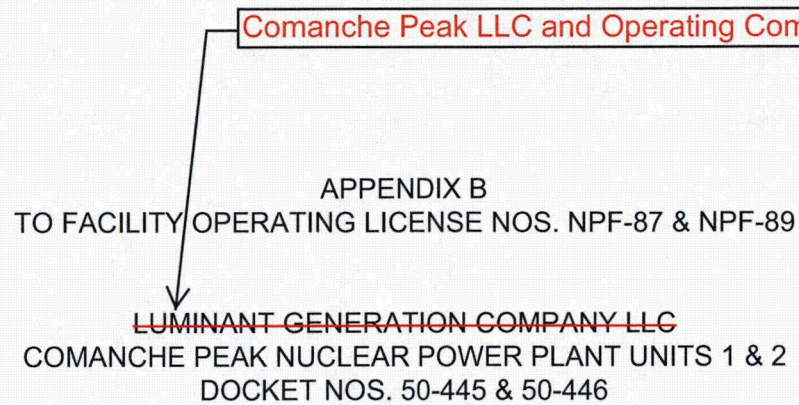 Comanche Peak LLC and Operating
APPENDIX B
TO FACILITY OPERATING LICENSE NOS. NPF-87 & NPF-89
LUMINANT GENERATION COMPANY LLC
COMANCHE PEAK NUCLEAR POWER PLANT UNITS 1 & 2
DOCKET NOS. 50-445 & 50-446